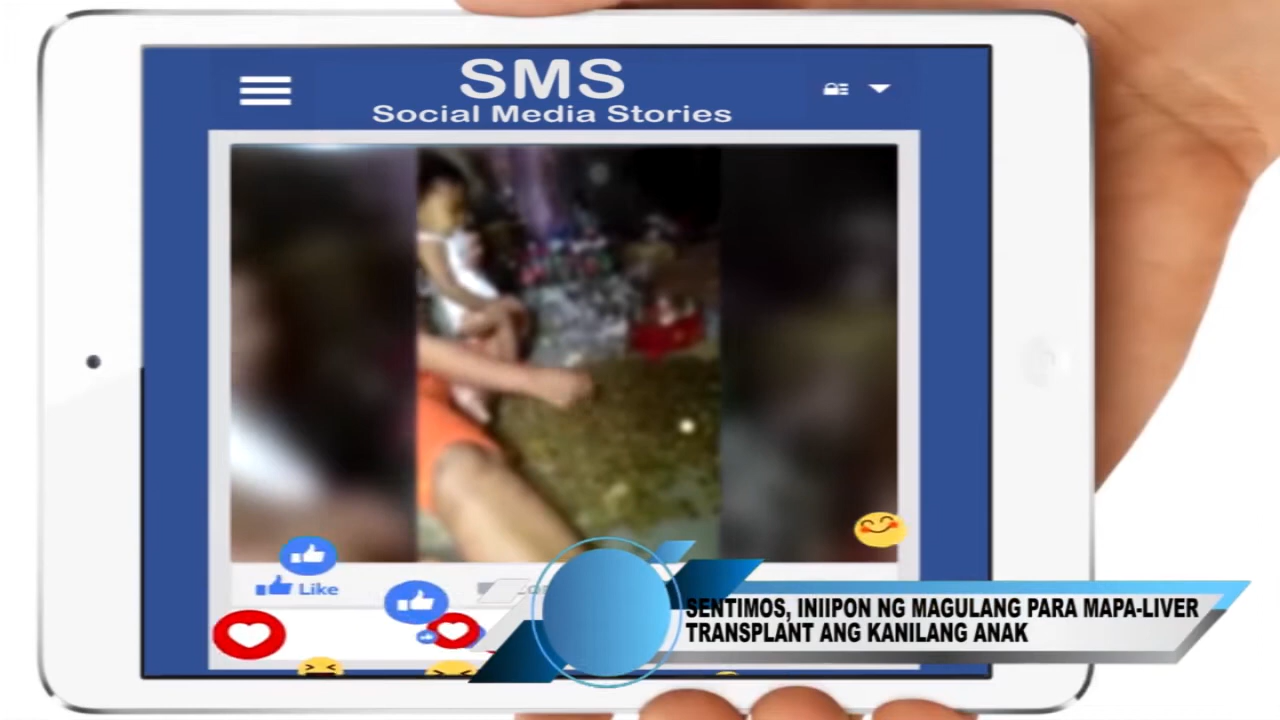 SMS
Social Media Stories
Like
SENTIMOS, INIIPON NG MAGULANG PARA MAPA-LIVER
TRANSPLANT ANG KANILANG ANAK